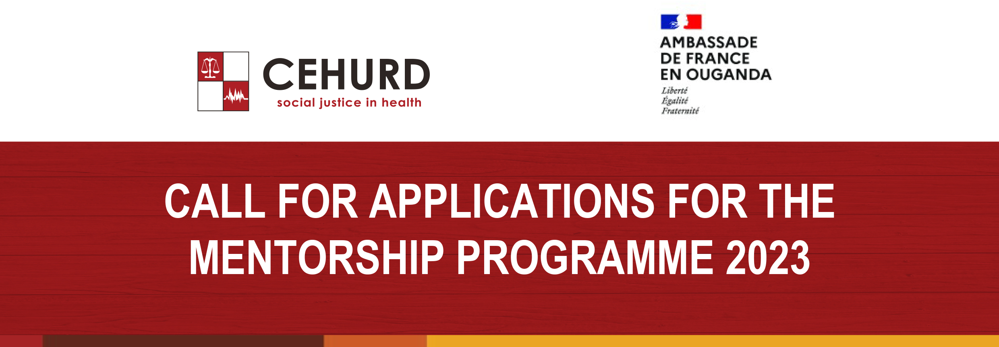 CEHURD
social justice in health
AMBASSADE
DE FRANCE
EN OUGANDA
Liberté
Égalité
Fraternité
CALL FOR APPLICATIONS FOR THE
MENTORSHIP PROGRAMME 2023